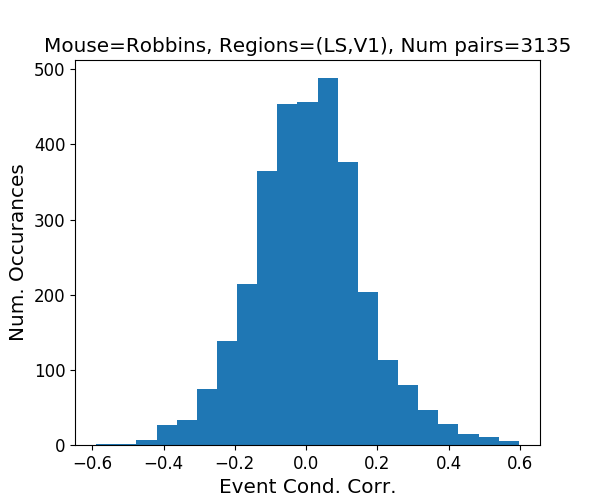 Mouse=Robbins, Regions=(LS,V1), Num pairs=3135
500
400
300
200
100
0
Num. Occurances
−0.6 −0.4 −0.2 0.0 0.2 0.4 0.6
Event Cond. Corr.